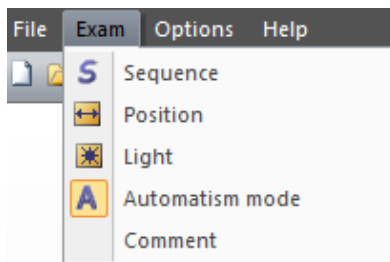 File Exam Options Help
S Sequence
Position
Light
A Automatism mode
Comment